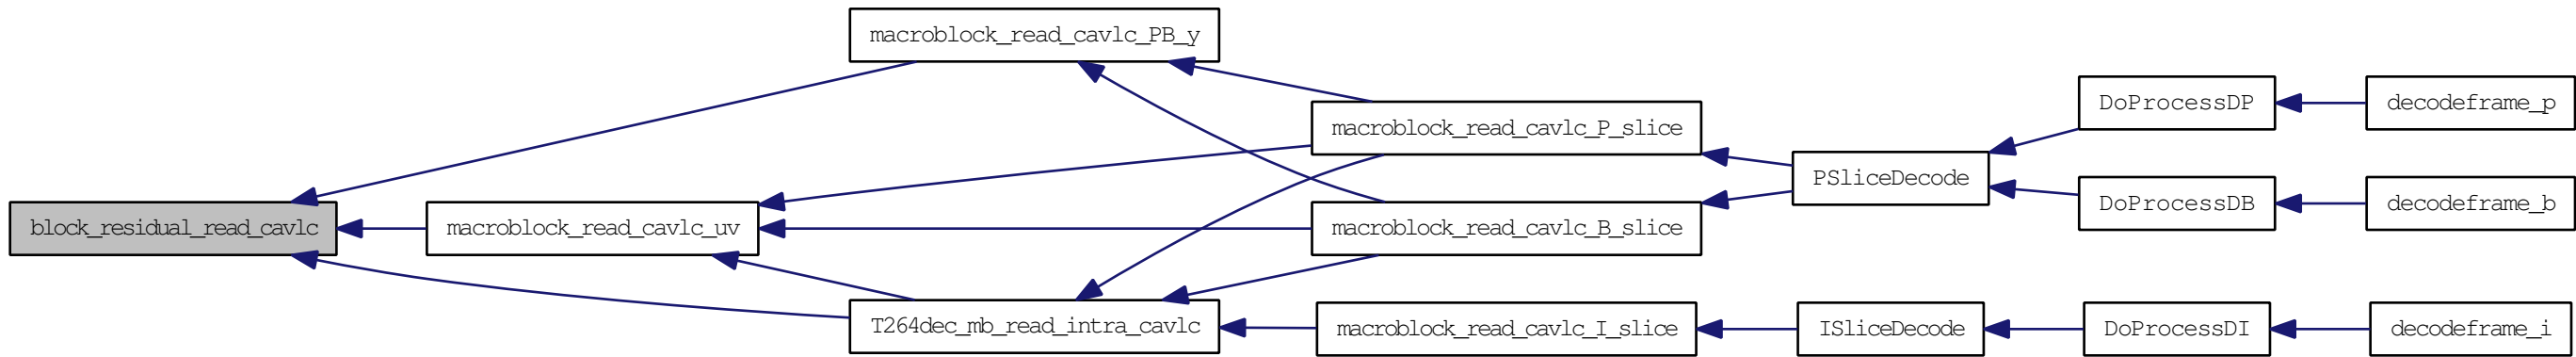 macroblock_read_cavlc_PB_y
DoProcessDP
decodeframe_p
macroblock_read_cavlc_P_slice
PSliceDecode
block_residual_read_cavlc
macroblock_read_cavlc_uv
macroblock_read_cavlc_B_slice
DoProcessDB
decodeframe_b
T264dec_mb_read_intra_cavlc
macroblock_read_cavlc_I_slice
ISliceDecode
DoProcessDI
decodeframe_i